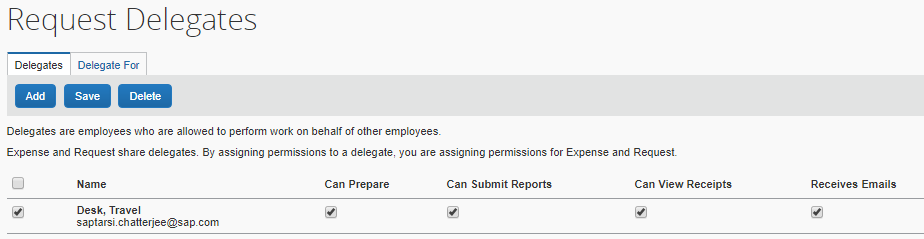 Request Delegates
Delegates Delegate For
Add Save Delete
Delegates are employees who are allowed to perform work on behalf of other employees.
Expense and Request share delegates. By assigning permissions to a delegate, you are assigning permissions for Expense and Request.
Name Can Prepare Can Submit Reports Can View Receipts Receives Emails
Desk, Travel
saptarsi.chatterjee@sap.com